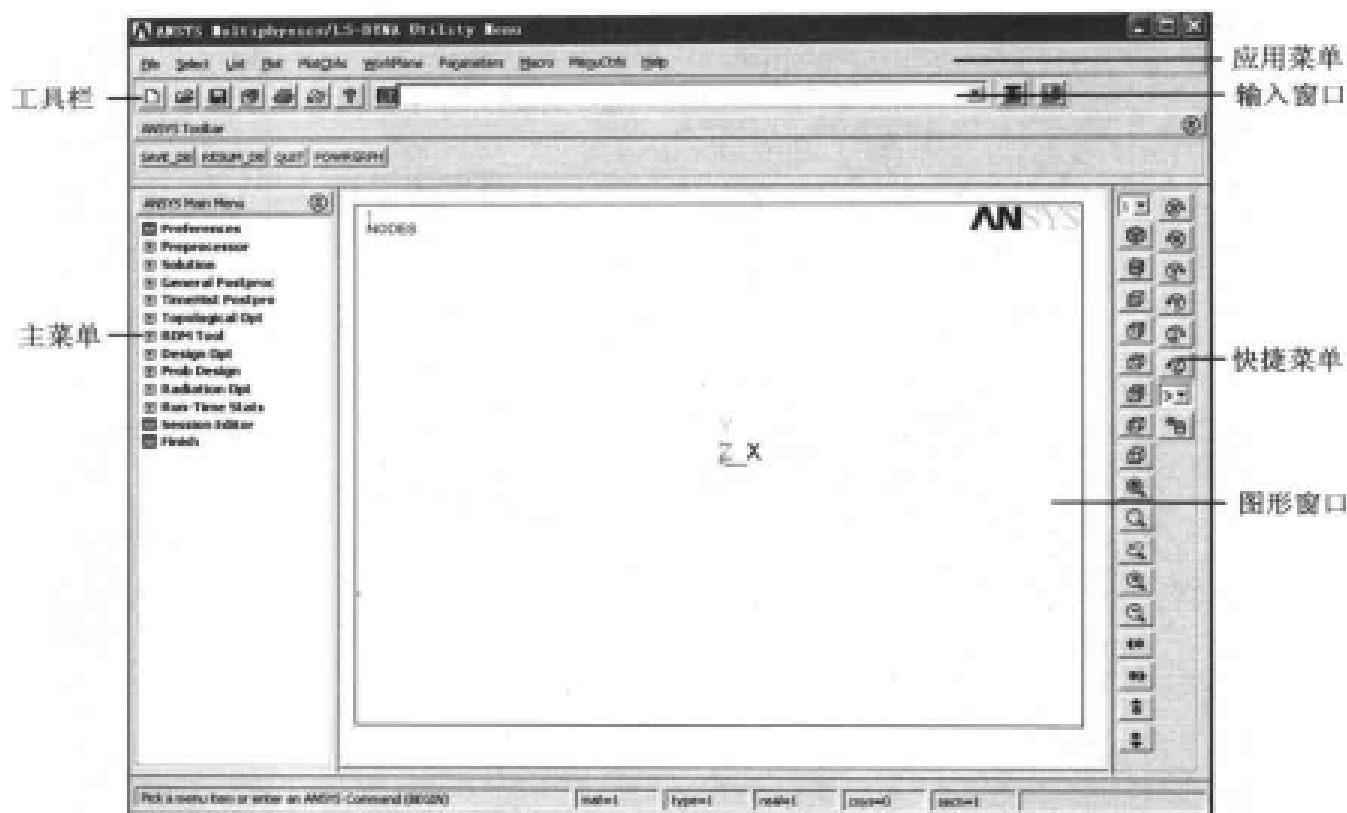 ANSYS Multiphysics/LS-DYNA Utility Menu
File Select List Plot PlotCtrls WorkPlane Parameters Macro MenuCtrls Help
应用菜单
工具栏
输入窗口
ANSYS Toolbar
SAVE_DB RESUM_DB QUIT POWRGRPH
ANSYS Main Menu
Preferences
Preprocessor
Solution
General Postproc
TimeHist Postpro
Topological Opt
ROM Tool
Design Opt
Prob Design
Radiation Opt
Run-Time Stats
Session Editor
Finish
主菜单
1
NODES
ANSYS
Y
Z X
快捷菜单
图形窗口
Pick a menu item or enter an ANSYS Command (BEGIN)
mat=1
type=1
real=1
csys=0
secn=1